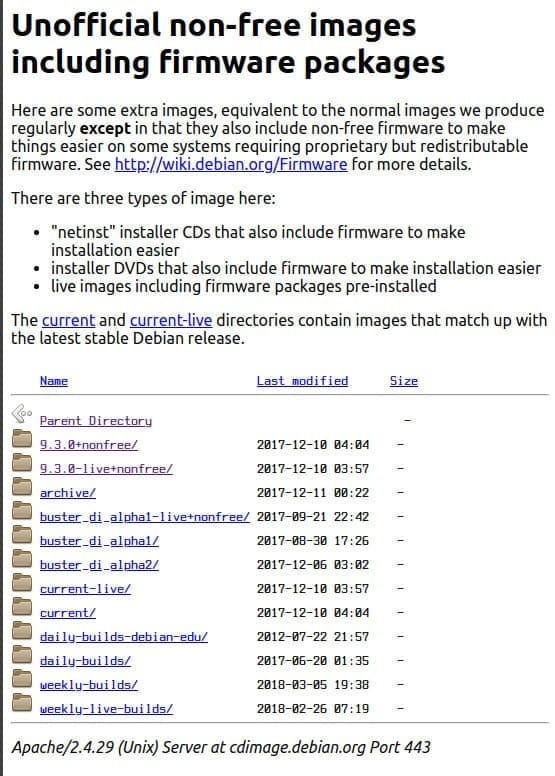 Unofficial non-free images
including firmware packages
Here are some extra images, equivalent to the normal images we produce
regularly except in that they also include non-free firmware to make
things easier on some systems requiring proprietary but redistributable
firmware. See http://wiki.debian.org/Firmware for more details.
There are three types of image here:
• "netinst" installer CDs that also include firmware to make
installation easier
• installer DVDs that also include firmware to make installation easier
• live images including firmware packages pre-installed
The current and current-live directories contain images that match up with
the latest stable Debian release.
Name Last modified Size
Parent Directory -
9.3.0+nonfree/ 2017-12-10 04:04 -
9.3.0-live+nonfree/ 2017-12-10 03:57 -
archive/ 2017-12-11 00:22 -
buster_di_alpha1-live+nonfree/ 2017-09-21 22:42 -
buster_di_alpha1/ 2017-08-30 17:26 -
buster_di_alpha2/ 2017-12-06 03:02 -
current-live/ 2017-12-10 03:57 -
current/ 2017-12-10 04:04 -
daily-builds-debian-edu/ 2012-07-22 21:57 -
daily-builds/ 2017-06-20 01:35 -
weekly-builds/ 2018-03-05 19:38 -
weekly-live-builds/ 2018-02-26 07:19 -
Apache/2.4.29 (Unix) Server at cdimage.debian.org Port 443